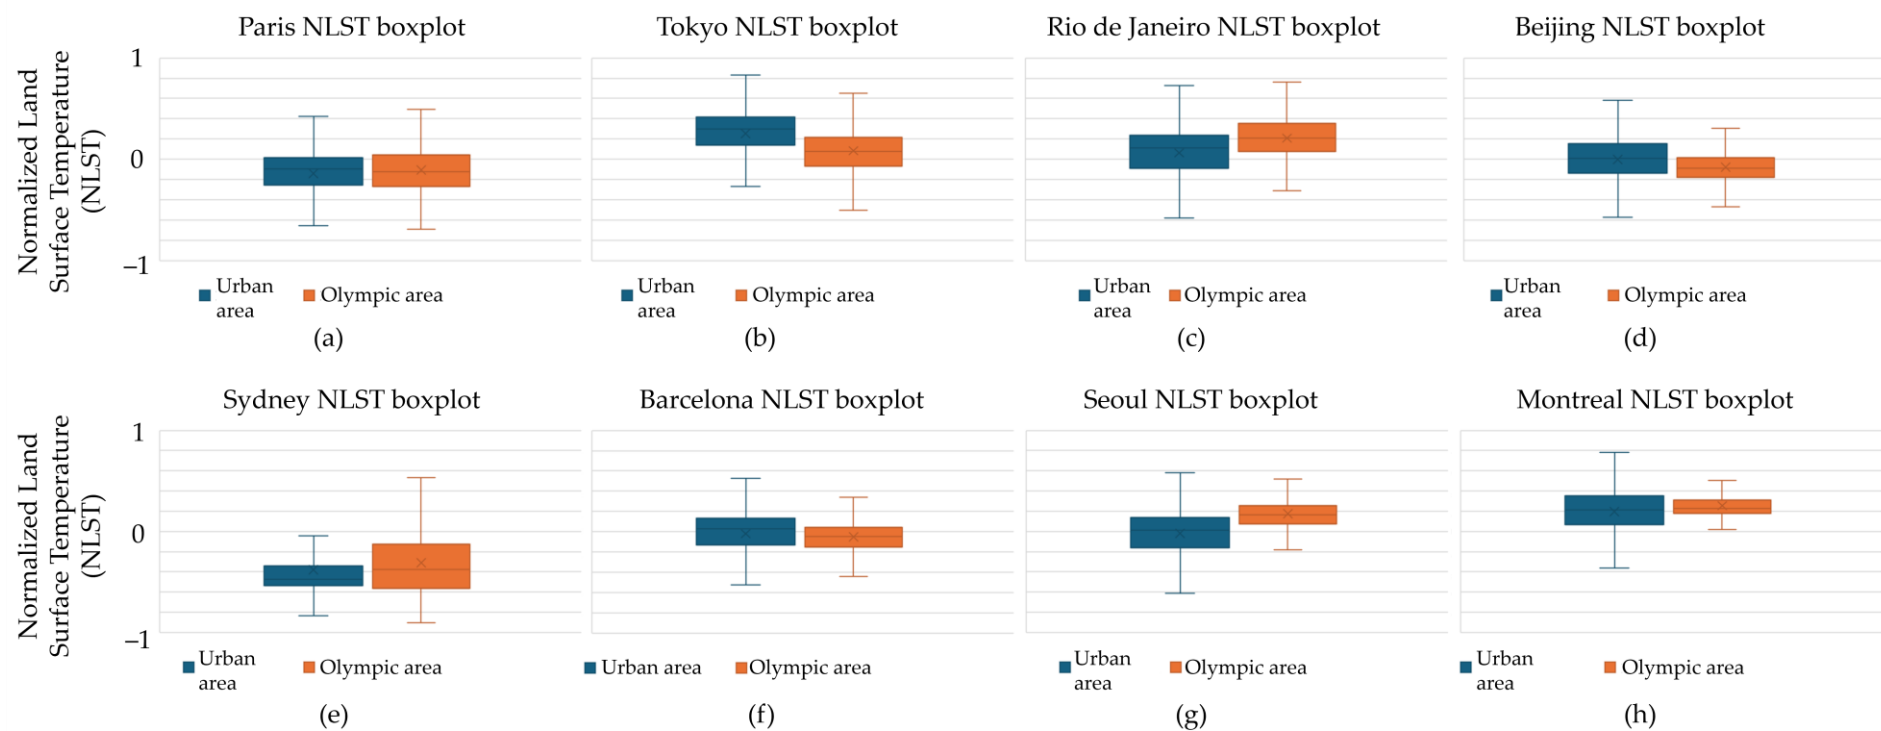 Paris NLST boxplot
Tokyo NLST boxplot
Rio de Janeiro NLST boxplot
Beijing NLST boxplot
Normalized Land
Surface Temperature
(NLST)
1
0
–1
Urban
area
Olympic area
Urban
area
Olympic area
Urban
area
Olympic area
Urban
area
Olympic area
(a)
(b)
(c)
(d)
Sydney NLST boxplot
Barcelona NLST boxplot
Seoul NLST boxplot
Montreal NLST boxplot
Normalized Land
Surface Temperature
(NLST)
1
0
–1
Urban
area
Olympic area
Urban area
Olympic area
Urban
area
Olympic area
Urban
area
Olympic area
(e)
(f)
(g)
(h)